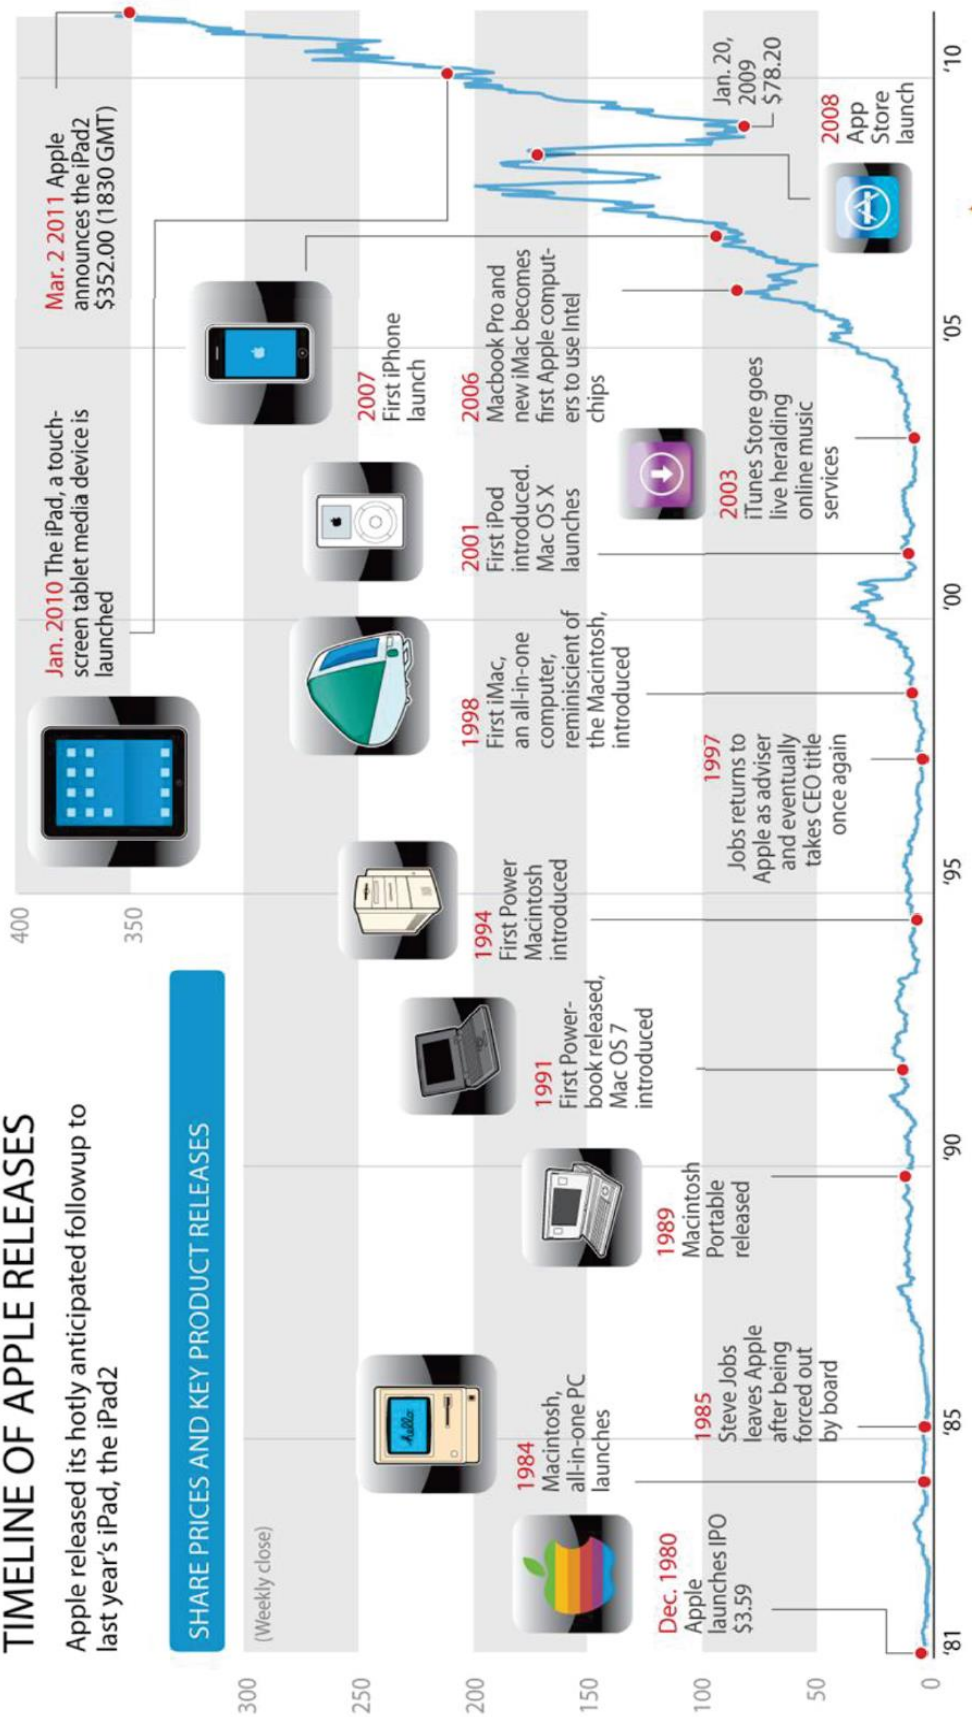 TIMELINE OF APPLE RELEASES
Apple released its hotly anticipated followup to
last year's iPad, the iPad2
SHARE PRICES AND KEY PRODUCT RELEASES
(Weekly close)
400
350
300
250
200
150
100
50
0
Dec. 1980
Apple
launches IPO
$3.59
1984
Macintosh,
all-in-one PC
launches
hello
1985
Steve Jobs
leaves Apple
after being
forced out
by board
1989
Macintosh
Portable
released
1991
First Power-
book released,
Mac OS 7
introduced
1994
First Power
Macintosh
introduced
1997
Jobs returns to
Apple as adviser
and eventually
takes CEO title
once again
1998
First iMac,
an all-in-one
computer,
reminiscient of
the Macintosh,
introduced
2001
First iPod
introduced.
Mac OS X
launches
2003
iTunes Store goes
live heralding
online music
services
2006
Macbook Pro and
new iMac becomes
first Apple comput-
ers to use Intel
chips
2007
First iPhone
launch
2008
App
Store
launch
Jan. 20,
2009
$78.20
Jan. 2010 The iPad, a touch-
screen tablet media device is
launched
Mar. 2 2011 Apple
announces the iPad2
$352.00 (1830 GMT)
'81
'85
'90
'95
'00
'05
'10